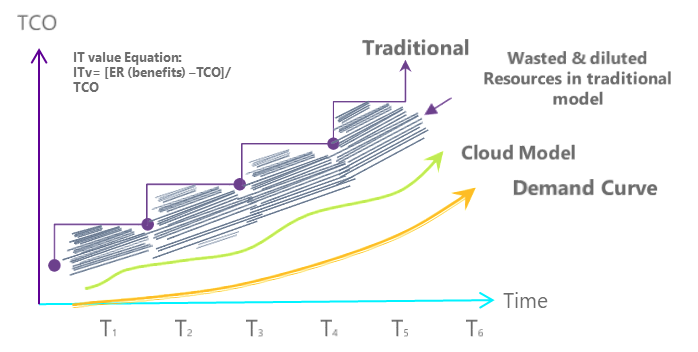 TCO
IT value Equation:
ITv= [ER (benefits) –TCO]/
TCO
Traditional
Wasted & diluted
Resources in traditional
model
Cloud Model
Demand Curve
Time
T1 T2 T3 T4 T5 T6